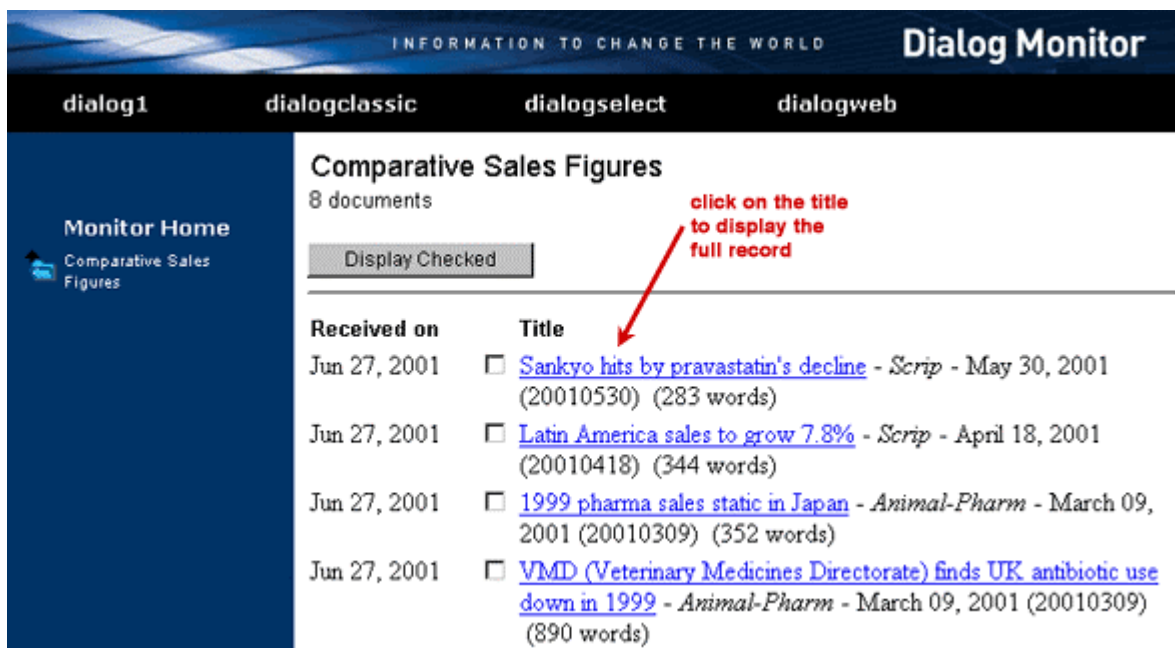 INFORMATION TO CHANGE THE WORLD
Dialog Monitor
dialog1 dialogclassic dialogselect dialogweb
Monitor Home
Comparative Sales
Figures
Comparative Sales Figures
8 documents
click on the title
to display the
full record
Display Checked
Received on Title
Jun 27, 2001 Sankyo hits by pravastatin's decline - Scrip - May 30, 2001
(20010530) (283 words)
Jun 27, 2001 Latin America sales to grow 7.8% - Scrip - April 18, 2001
(20010418) (344 words)
Jun 27, 2001 1999 pharma sales static in Japan - Animal-Pharm - March 09,
2001 (20010309) (352 words)
Jun 27, 2001 VMD (Veterinary Medicines Directorate) finds UK antibiotic use
down in 1999 - Animal-Pharm - March 09, 2001 (20010309)
(890 words)